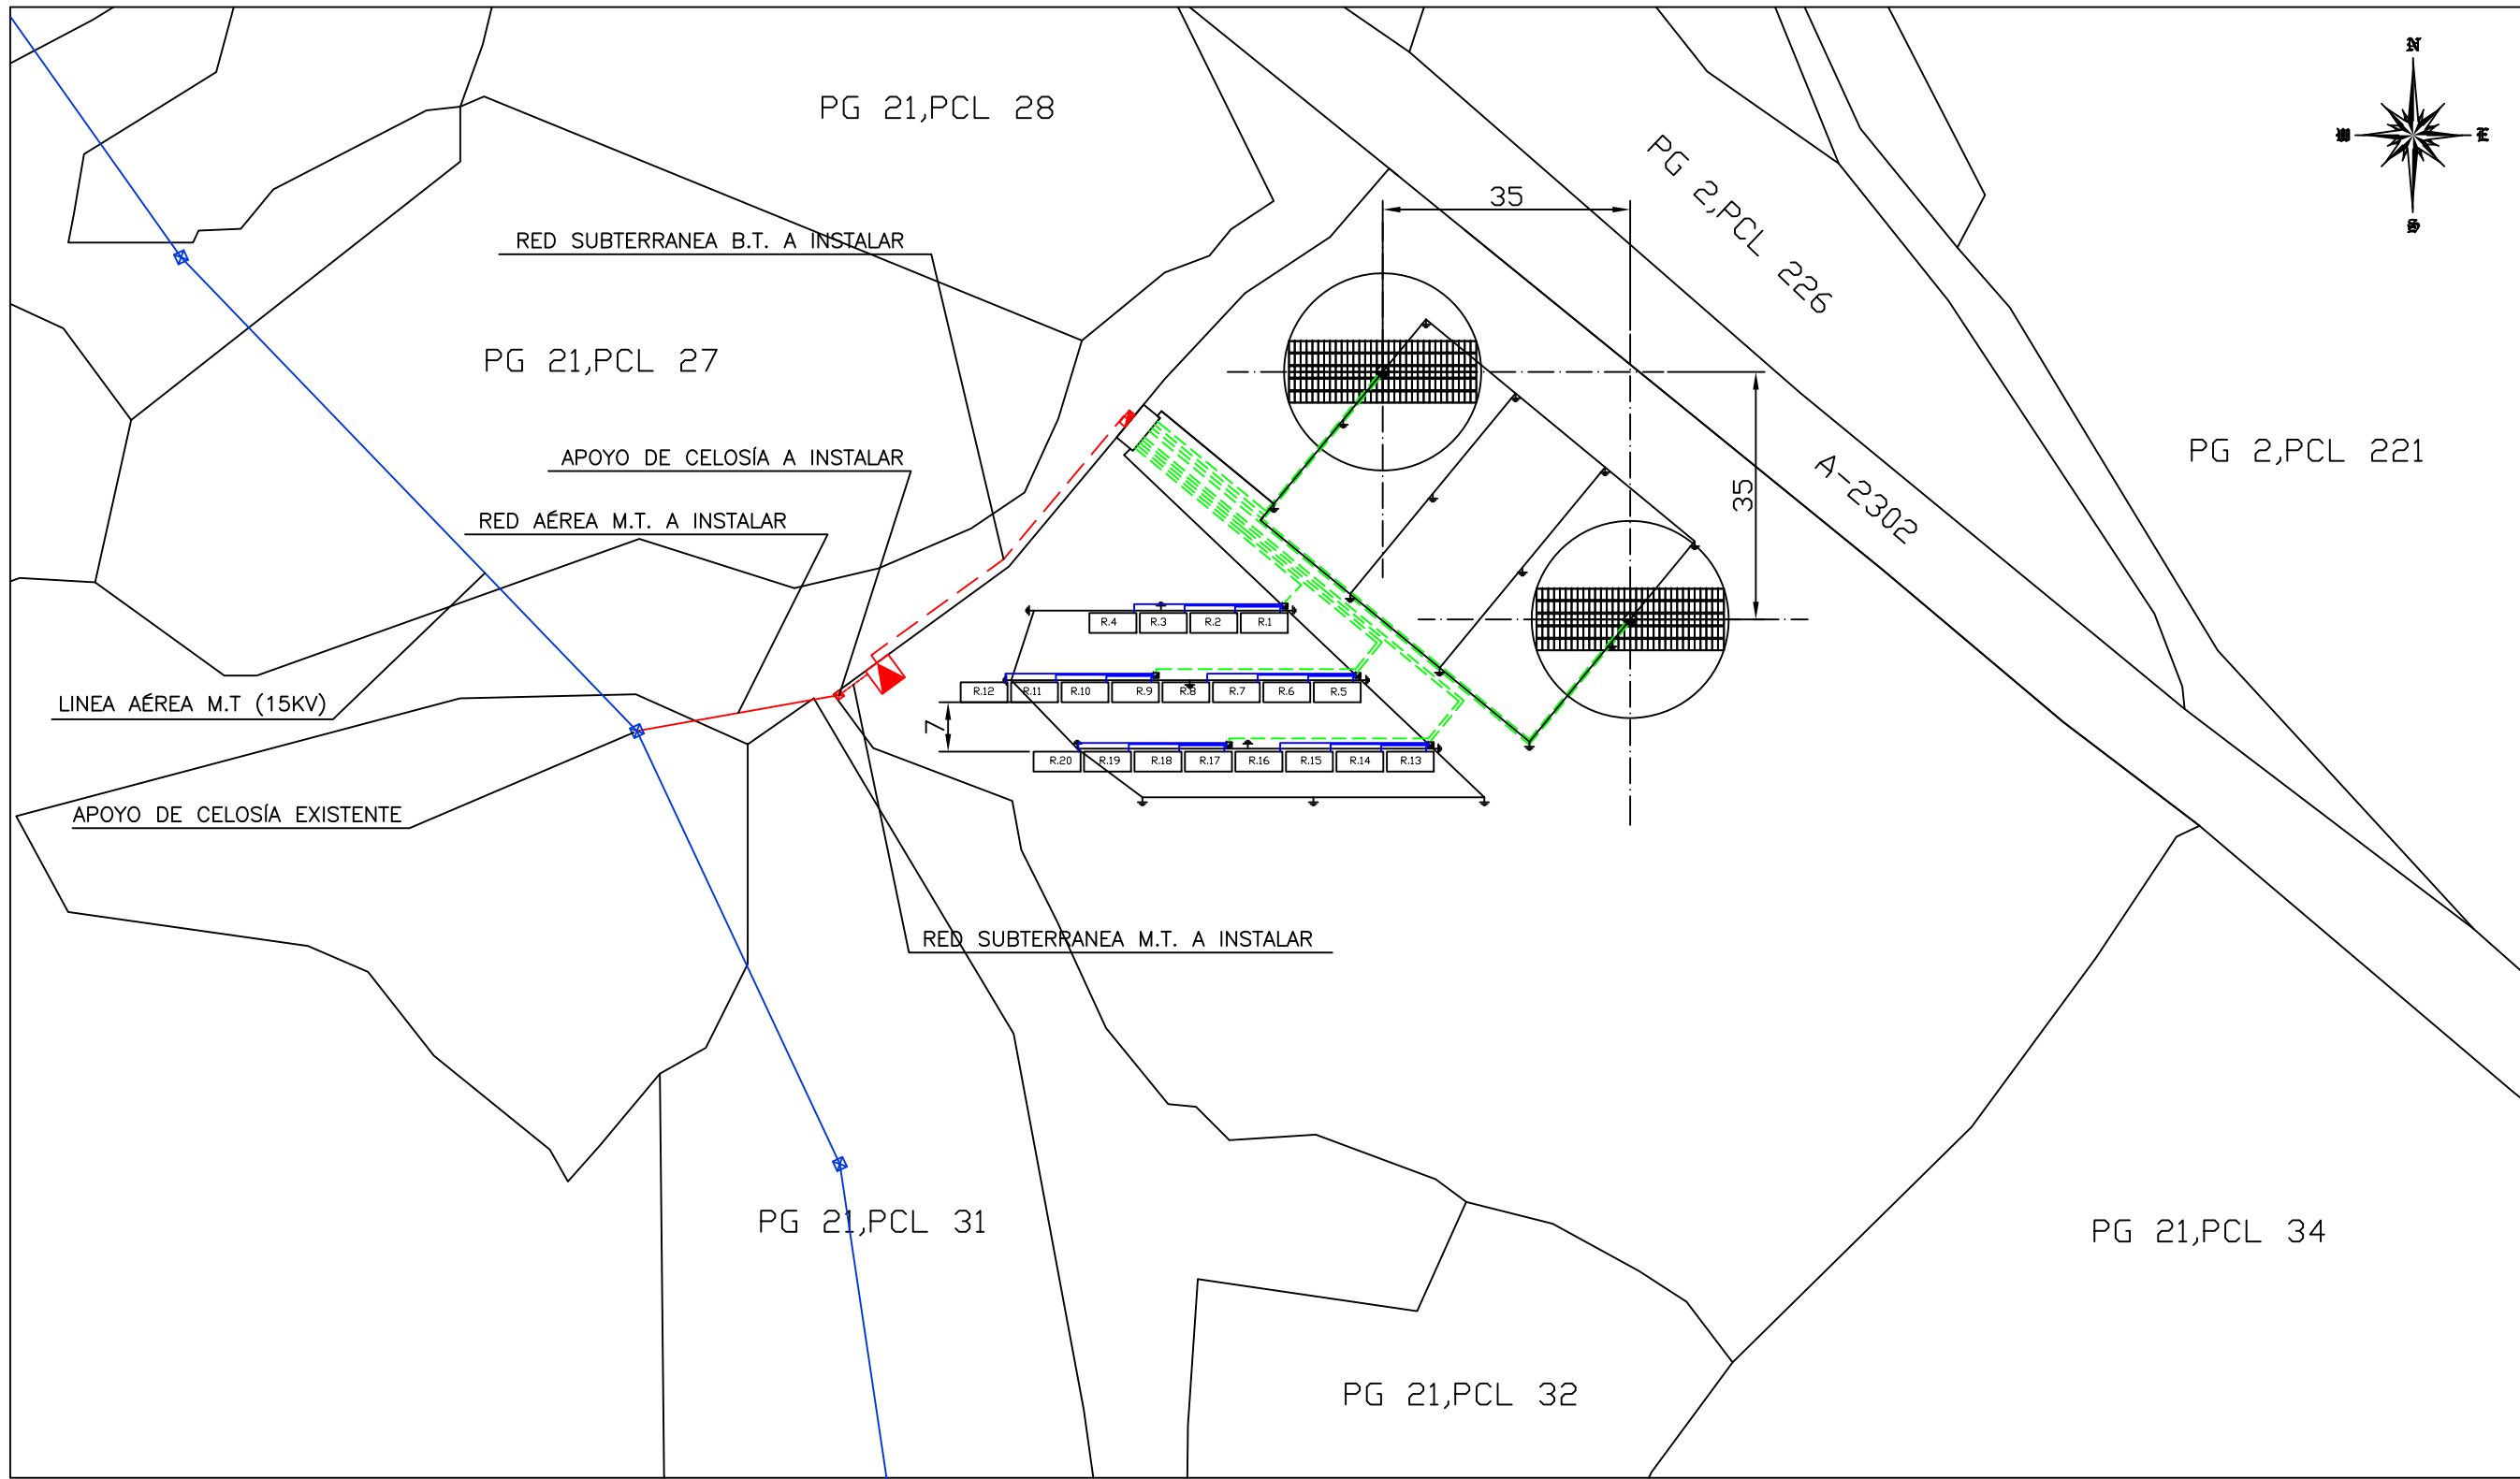 N
PG 21,PCL 28
E
PG 2,PCL 226
35
S
RED SUBTERRANEA B.T. A INSTALAR
PG 21,PCL 27
PG 2,PCL 221
APOYO DE CELOSÍA A INSTALAR
A-2302
35
RED AÉREA M.T. A INSTALAR
R.4 R.3 R.2 R.1
R.12 R.11 R.10 R.9 R.8 R.7 R.6 R.5
LINEA AÉREA M.T (15KV)
7
R.20 R.19 R.18 R.17 R.16 R.15 R.14 R.13
APOYO DE CELOSÍA EXISTENTE
RED SUBTERRANEA M.T. A INSTALAR
PG 21,PCL 31
PG 21,PCL 34
PG 21,PCL 32